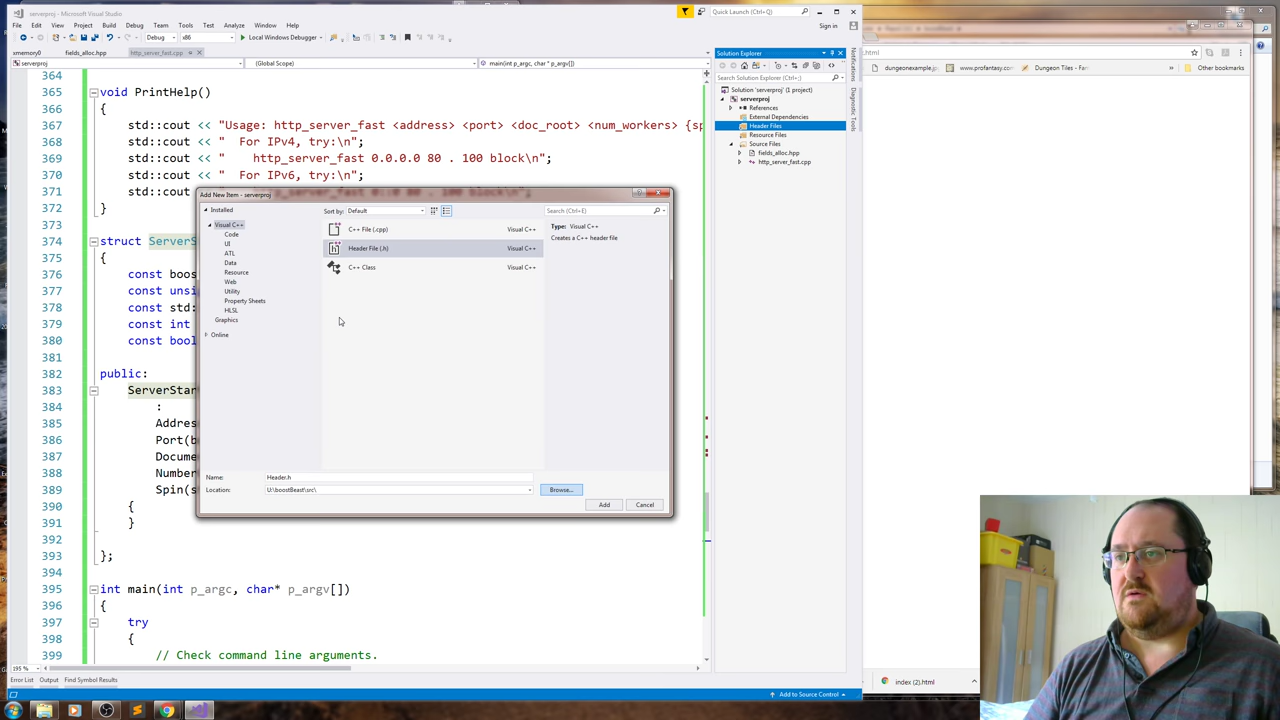 serverproj - Microsoft Visual Studio
Quick Launch (Ctrl+Q)
File Edit View Project Build Debug Team Tools Test Analyze Window Help
Sign in
Debug x86 Local Windows Debugger
xmemory0 fields_alloc.hpp http_server_fast.cpp
serverproj (Global Scope) main(int p_argc, char * p_argv[])
364
365 void PrintHelp()
366 {
367 std::cout << "Usage: http_server_fast <address> <port> <doc_root> <num_workers> {sp
368 std::cout << " For IPv4, try:\n";
369 std::cout << " http_server_fast 0.0.0.0 80 . 100 block\n";
370 std::cout << " For IPv6, try:\n";
371 std::cout
372 }
373
374 struct ServerS
375 {
376 const boos
377 const unsi
378 const std:
379 const int
380 const bool
381
382 public:
383 ServerStar
384 :
385 Addres
386 Port(b
387 Docume
388 Number
389 Spin(s
390 {
391 }
392
393 };
394
395 int main(int p_argc, char* p_argv[])
396 {
397 try
398 {
399 // Check command line arguments.
195 %
Error List Output Find Symbol Results
Add to Source Control
Add New Item - serverproj
Installed
Visual C++
Code
UI
ATL
Data
Resource
Web
Utility
Property Sheets
HLSL
Graphics
Online
Sort by: Default
Search (Ctrl+E)
C++ File (.cpp) Visual C++
Header File (.h) Visual C++
C++ Class Visual C++
Type: Visual C++
Creates a C++ header file
Name: Header.h
Location: U:\boostBeast\src\
Browse...
Add Cancel
Solution Explorer
Search Solution Explorer (Ctrl+;)
Solution 'serverproj' (1 project)
serverproj
References
External Dependencies
Header Files
Resource Files
Source Files
fields_alloc.hpp
http_server_fast.cpp
Notifications
Diagnostic Tools
.html
dungeonexample.jp www.profantasy.com Dungeon Tiles - Fan » Other bookmarks
index (2).html